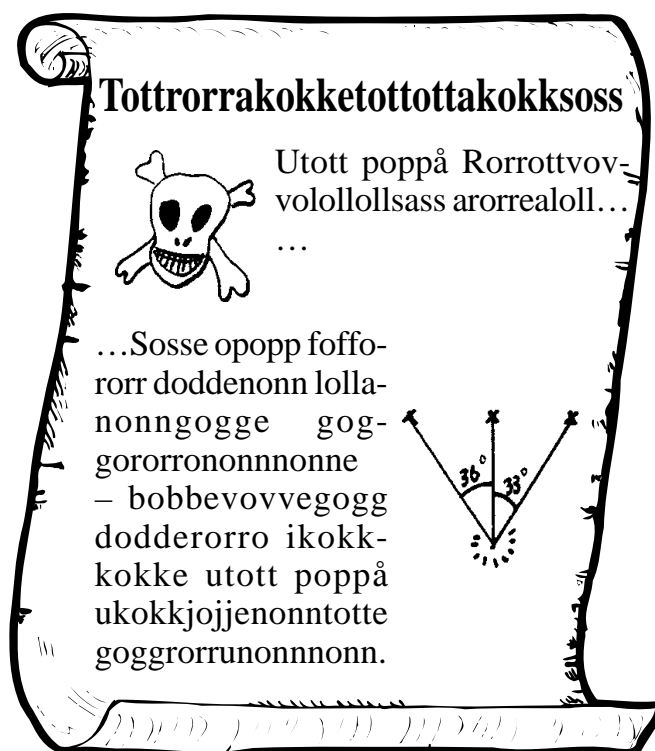 Tottrorrakokketottottakokksoss
Utott poppå Rorrottvov-
volollollsass arorrealoll…
…
…Sosse opopp foffo-
rorr doddenonn lolla-
nonngogge gog-
gororrononnnonne
– bobbevovvegogg
dodderorro ikokk-
kokke utott poppå
ukokkjojjenonntotte
goggrorrunonnnonn.
36°
33°